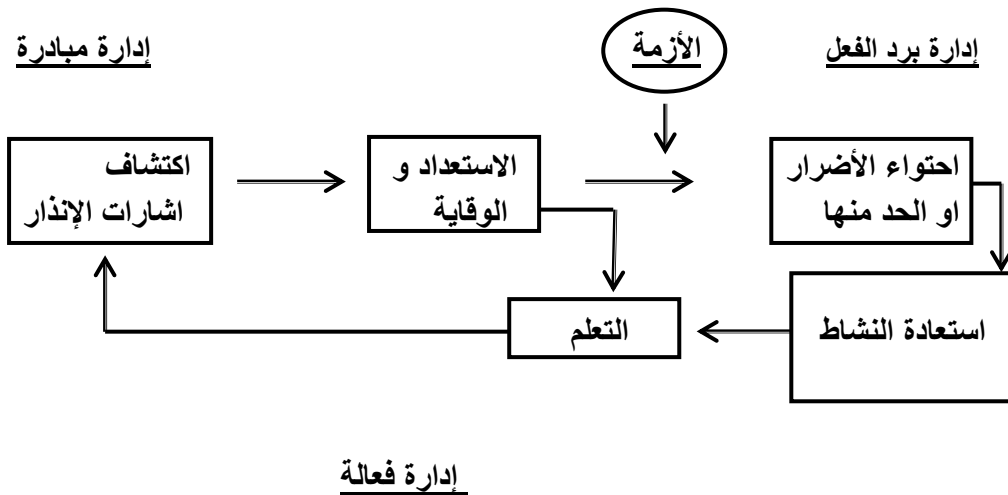 إدارة برد الفعل
الأزمة
إدارة مبادرة
اكتشاف
اشارات الإنذار
الاستعداد و
الوقاية
احتواء الأضرار
او الحد منها
استعادة النشاط
التعلم
إدارة فعالة